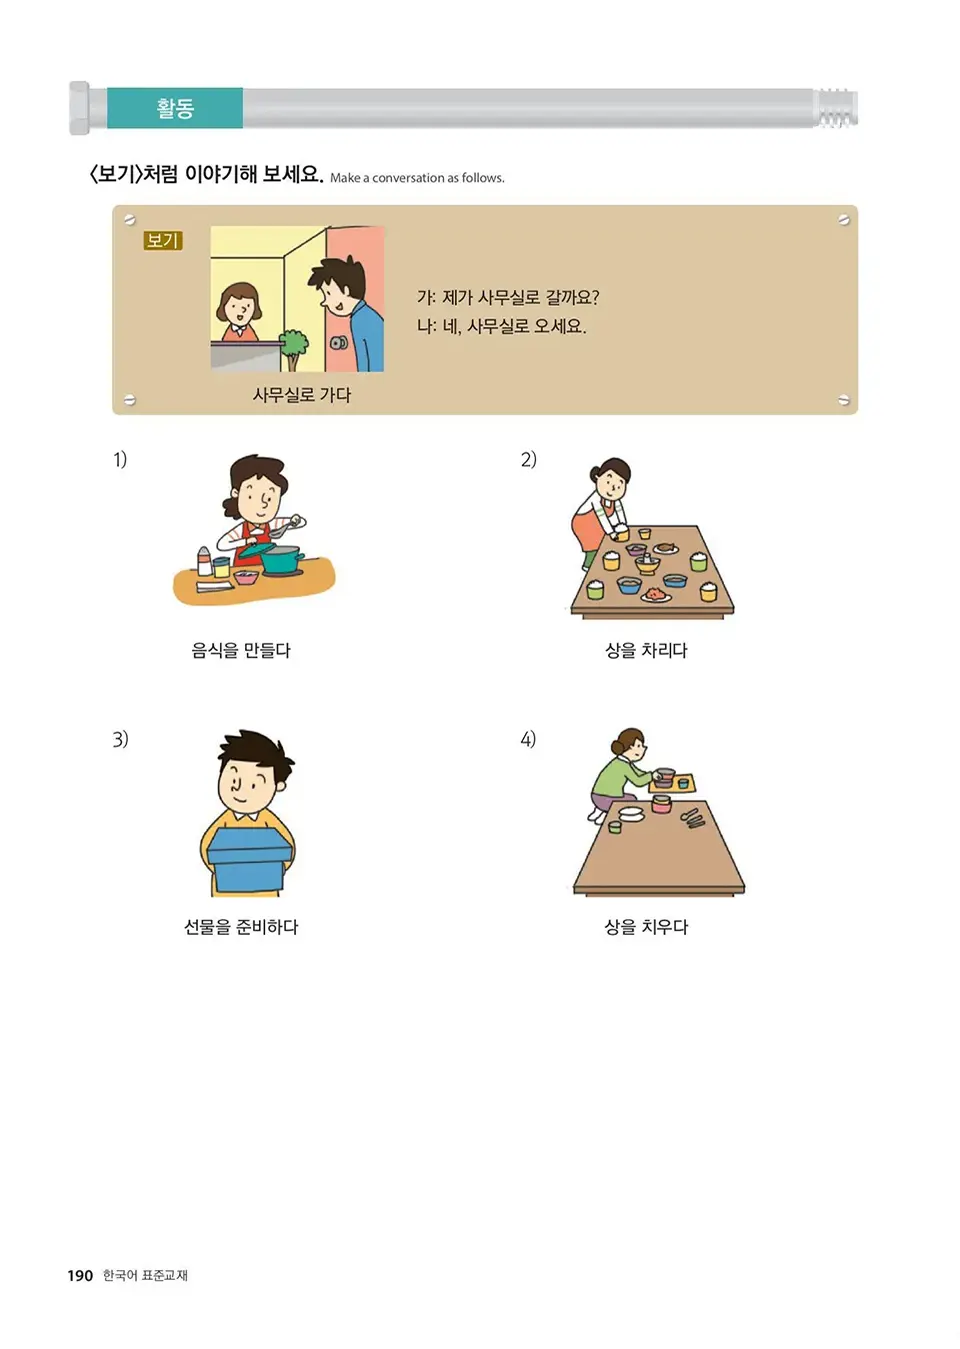 활동
〈보기〉처럼 이야기해 보세요. Make a conversation as follows.
보기
가: 제가 사무실로 갈까요?
나: 네, 사무실로 오세요.
사무실로 가다
1)
음식을 만들다
2)
상을 차리다
3)
선물을 준비하다
4)
상을 치우다
190 한국어 표준교재